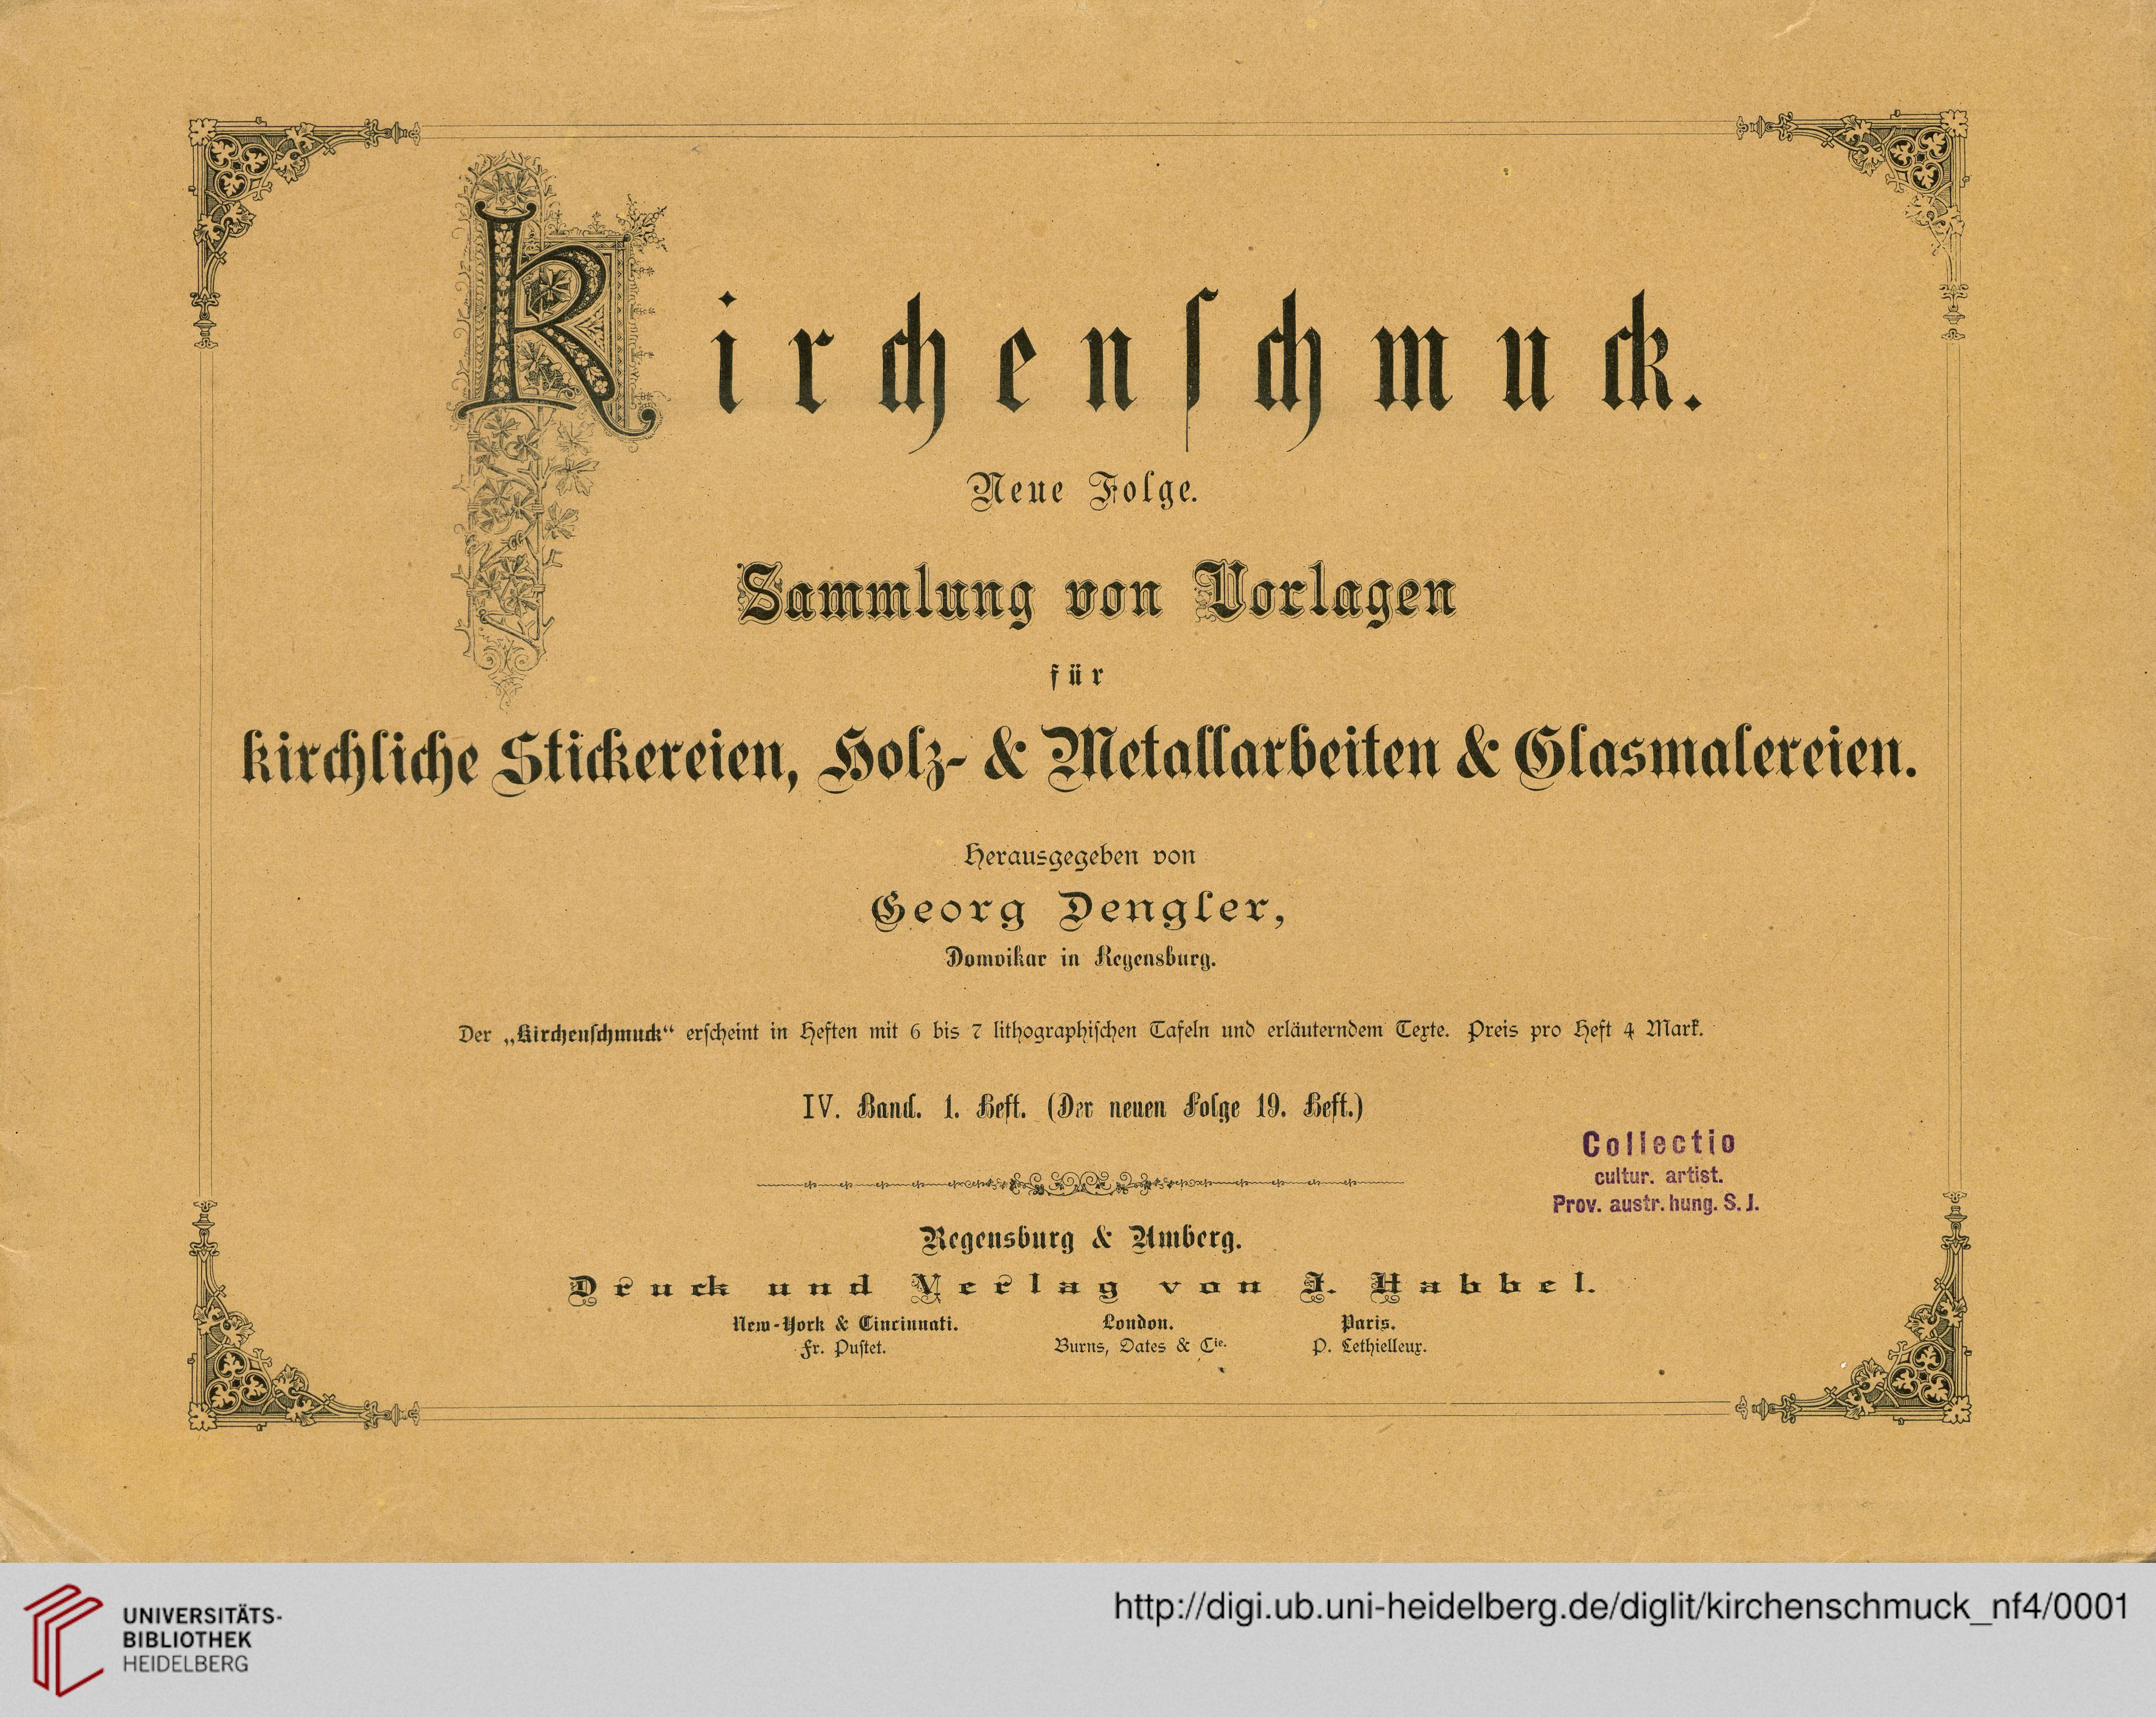 Kirchenſchmuck.
Neue Folge.
Sammlung von Vorlagen
für
kirchliche Stickereien, Holz- & Metallarbeiten & Glasmalereien.
Herausgegeben von
Georg Dengler,
Domvikar in Regensburg.
Der „Kirchenſchmuck“ erſcheint in Heften mit 6 bis 7 lithographiſchen Tafeln und erläuterndem Texte. Preis pro Heft 4 Mark.
IV. Band. 1. Heft. (Der neuen Folge 19. Heft.)
Collectio
cultur. artist.
Prov. austr. hung. S. J.
Regensburg & Amberg.
Druck und Verlag von J. Habbel.
New-York & Cincinnati. London. Paris.
Fr. Puſtet. Burns, Oates & Cie. P. Lethielleux.
UNIVERSITÄTS-
BIBLIOTHEK
HEIDELBERG
http://digi.ub.uni-heidelberg.de/diglit/kirchenschmuck_nf4/0001